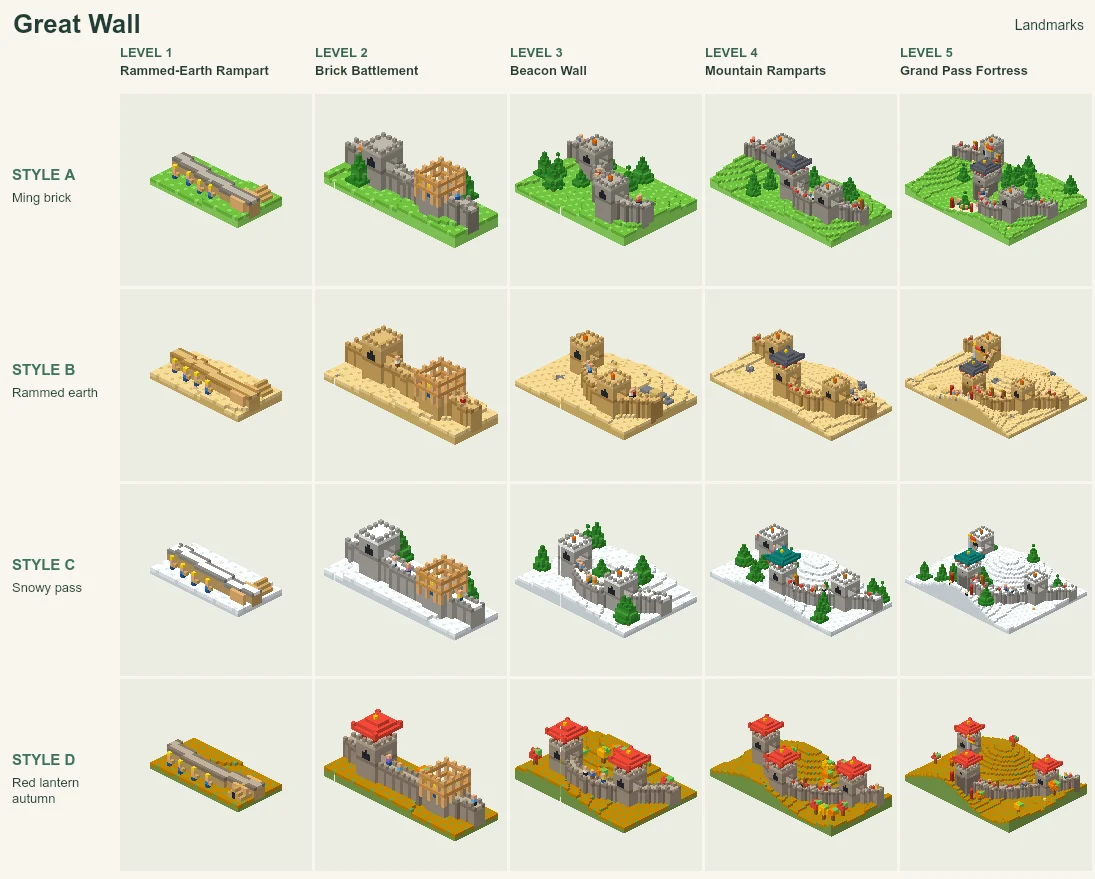 Great Wall
Landmarks
LEVEL 1
Rammed-Earth Rampart
LEVEL 2
Brick Battlement
LEVEL 3
Beacon Wall
LEVEL 4
Mountain Ramparts
LEVEL 5
Grand Pass Fortress
STYLE A
Ming brick
STYLE B
Rammed earth
STYLE C
Snowy pass
STYLE D
Red lantern
autumn